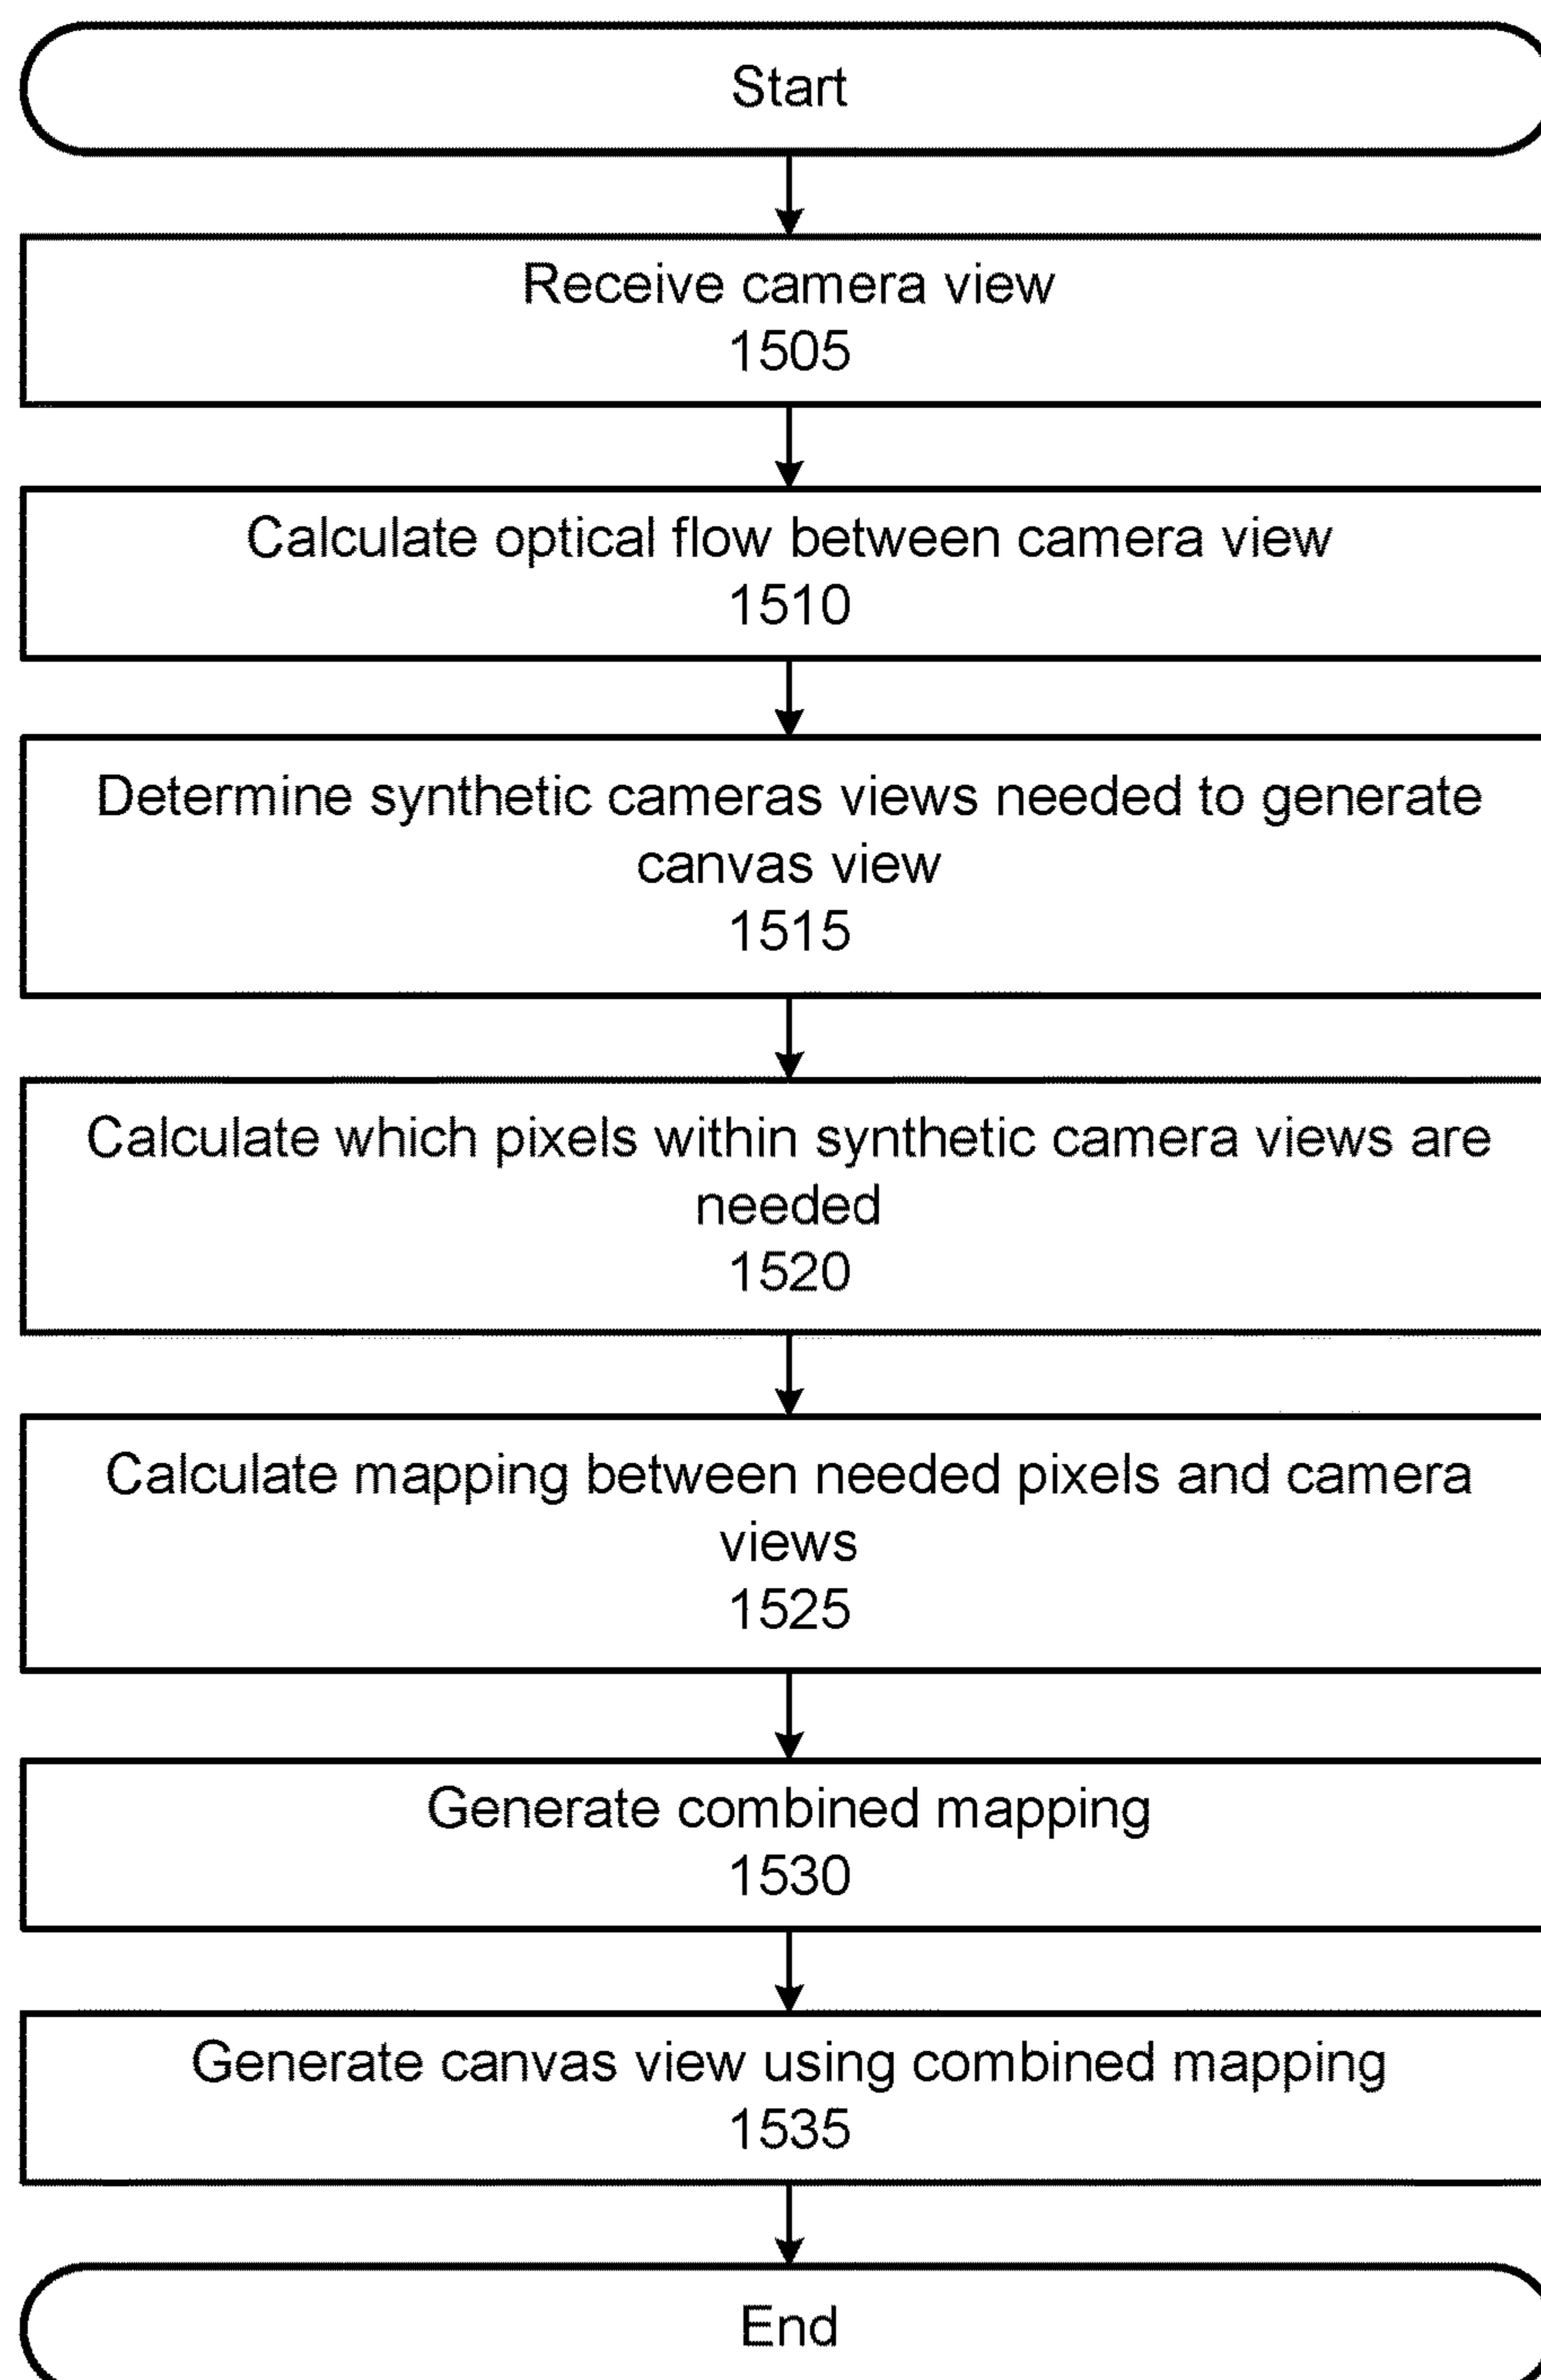 Start
Receive camera view
1505
Calculate optical flow between camera view
1510
Determine synthetic cameras views needed to generate
canvas view
1515
Calculate which pixels within synthetic camera views are
needed
1520
Calculate mapping between needed pixels and camera
views
1525
Generate combined mapping
1530
Generate canvas view using combined mapping
1535
End